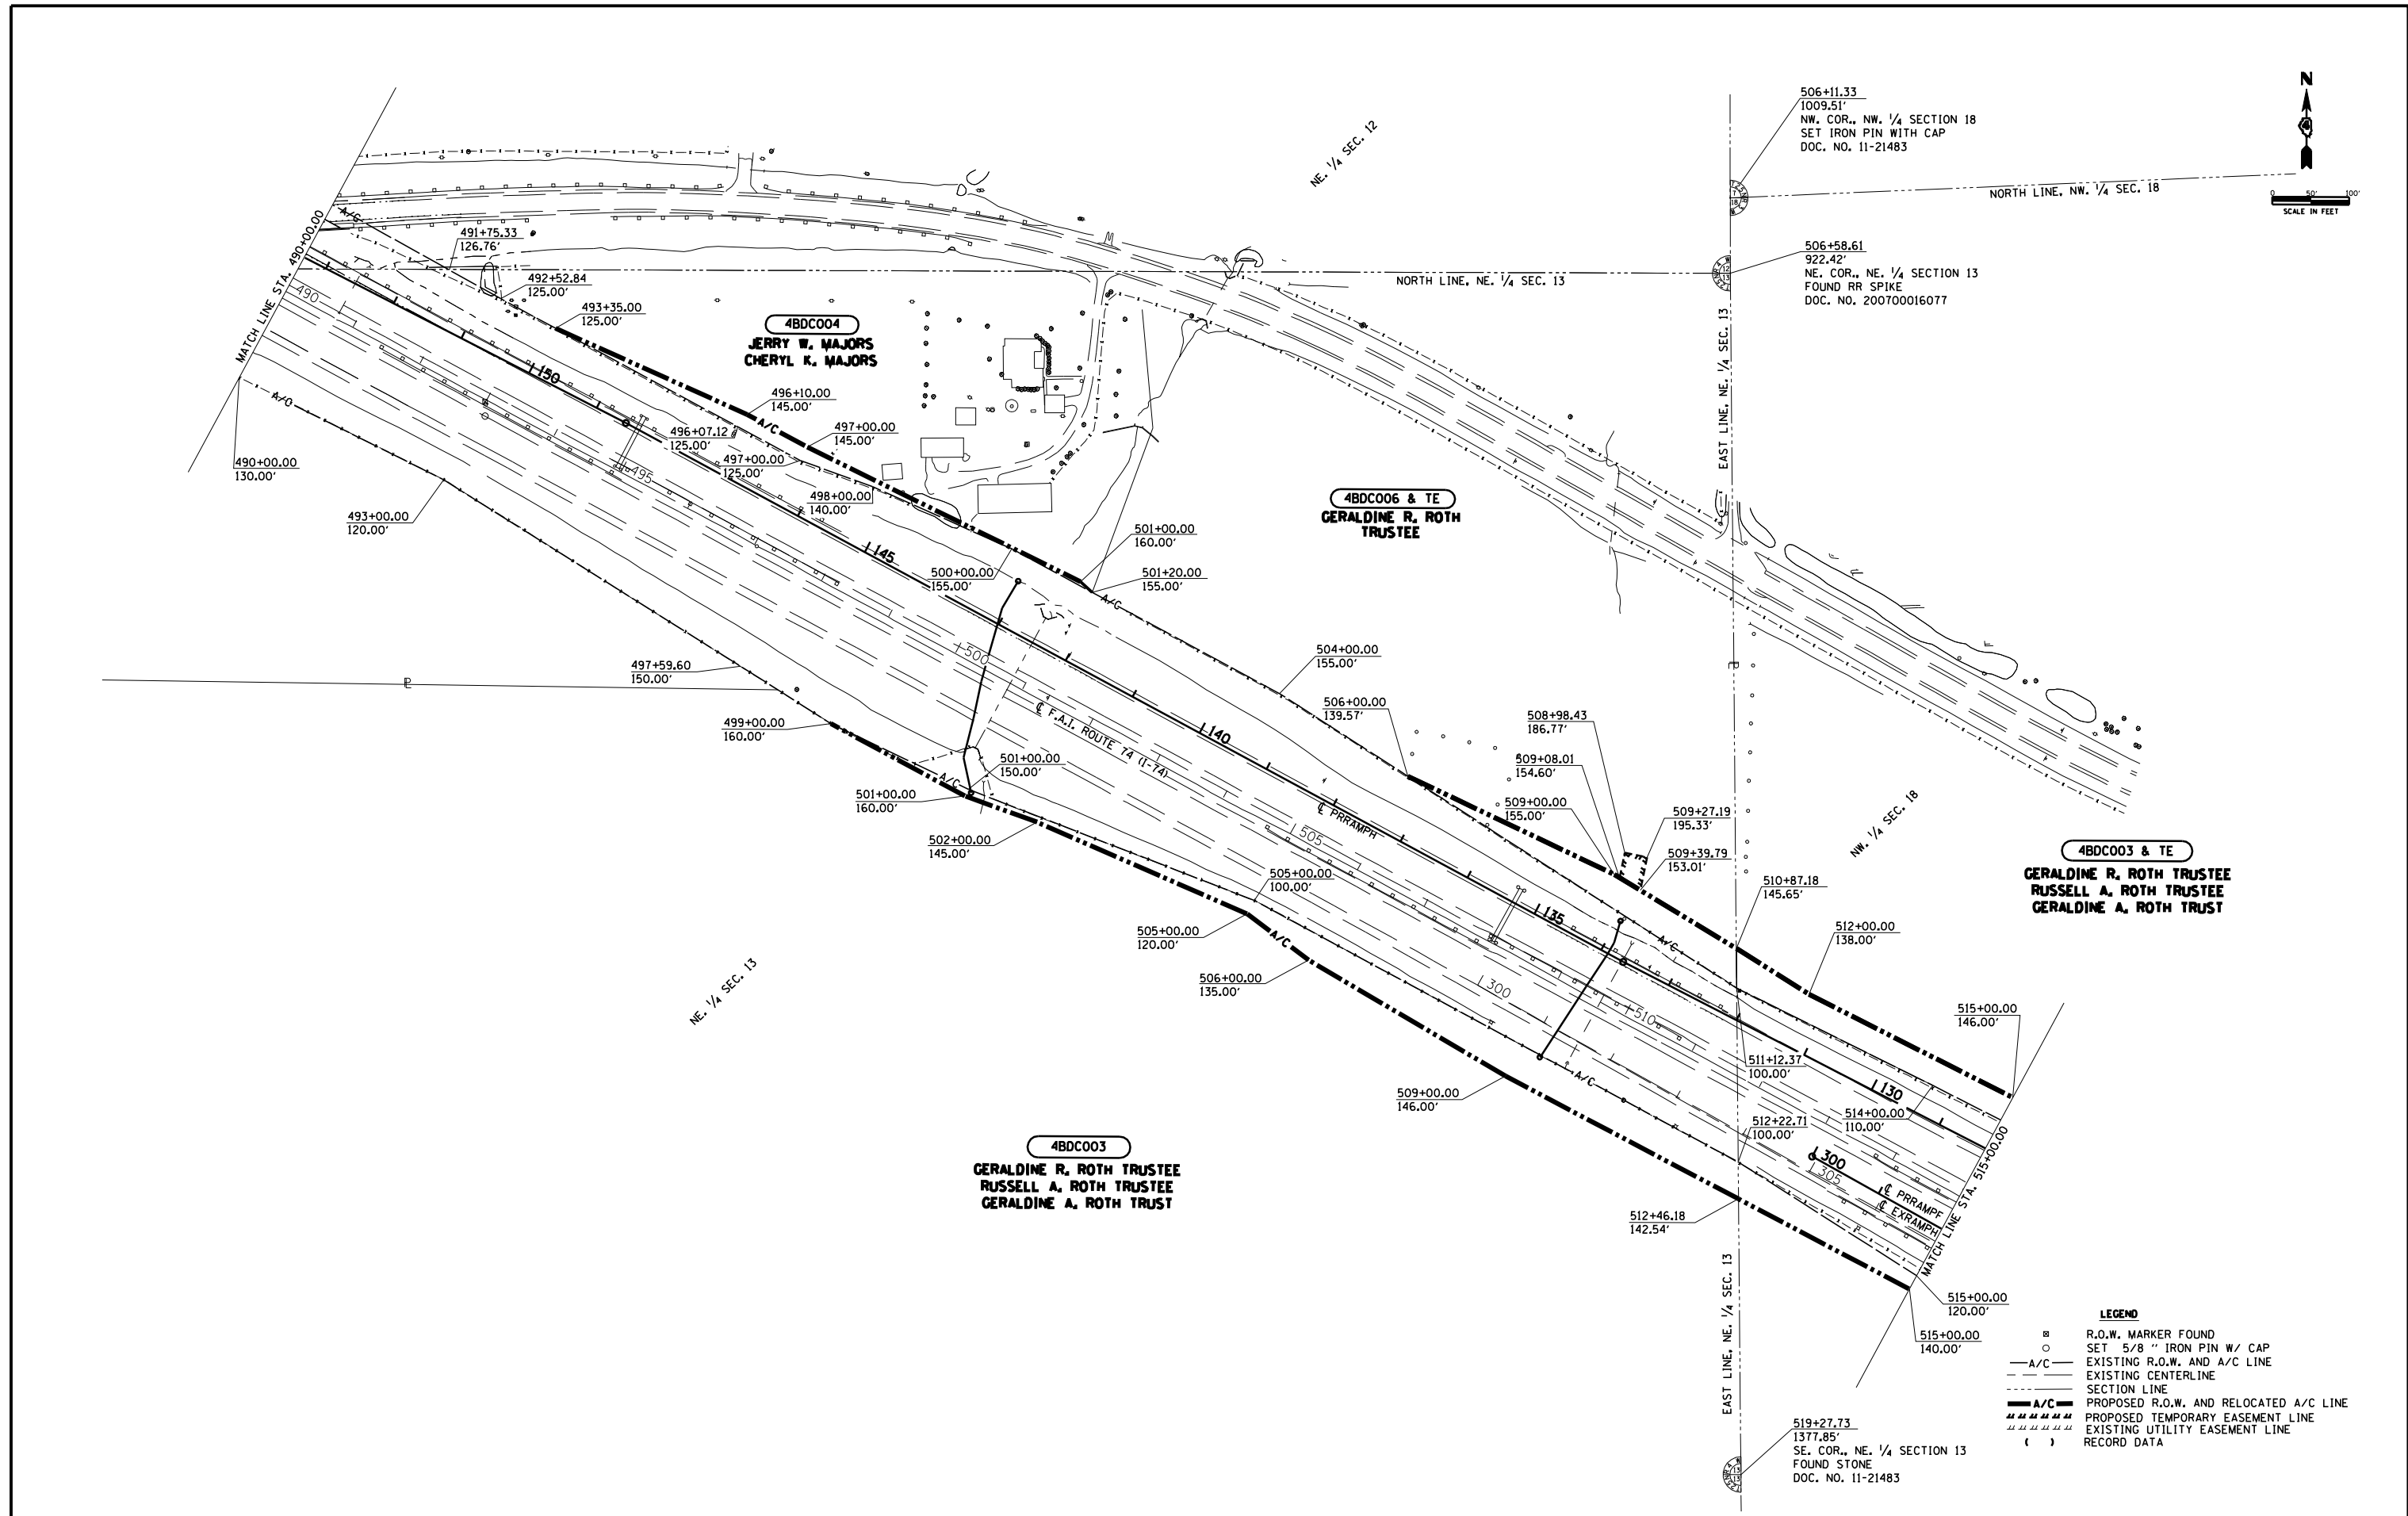 506+11.33
1009.51'
NW. COR., NW. 1/4 SECTION 18
SET IRON PIN WITH CAP
DOC. NO. 11-21483
N
4
NORTH LINE, NW. 1/4 SEC. 18
0 50' 100'
SCALE IN FEET
NE. 1/4 SEC. 12
506+58.61
922.42'
NE. COR., NE. 1/4 SECTION 13
FOUND RR SPIKE
DOC. NO. 200700016077
NORTH LINE, NE. 1/4 SEC. 13
EAST LINE, NE. 1/4 SEC. 13
MATCH LINE STA. 490+00.00
A/C
491+75.33
126.76'
492+52.84
125.00'
493+35.00
125.00'
4BDC004
JERRY W. MAJORS
CHERYL K. MAJORS
490
150
496+10.00
145.00'
A/C
496+07.12
125.00'
497+00.00
145.00'
497+00.00
125.00'
498+00.00
140.00'
A/C
490+00.00
130.00'
493+00.00
120.00'
495
145
4BDC006 & TE
GERALDINE R. ROTH
TRUSTEE
501+00.00
160.00'
500+00.00
155.00'
501+20.00
155.00'
A/C
497+59.60
150.00'
499+00.00
160.00'
500
℄ F.A.I. ROUTE 74 (I-74)
140
504+00.00
155.00'
506+00.00
139.57'
508+98.43
186.77'
509+08.01
154.60'
509+00.00
155.00'
509+27.19
195.33'
509+39.79
153.01'
NW. 1/4 SEC. 18
4BDC003 & TE
GERALDINE R. ROTH TRUSTEE
RUSSELL A. ROTH TRUSTEE
GERALDINE A. ROTH TRUST
℄ PRRAMPH
501+00.00
150.00'
A/C
501+00.00
160.00'
502+00.00
145.00'
505
505+00.00
100.00'
135
510+87.18
145.65'
512+00.00
138.00'
505+00.00
120.00'
A/C
A/C
506+00.00
135.00'
300
510
515+00.00
146.00'
NE. 1/4 SEC. 13
A/C
511+12.37
100.00'
130
509+00.00
146.00'
514+00.00
110.00'
512+22.71
100.00'
300
305
℄ PRRAMPF
℄ EXRAMPH
MATCH LINE STA. 515+00.00
4BDC003
GERALDINE R. ROTH TRUSTEE
RUSSELL A. ROTH TRUSTEE
GERALDINE A. ROTH TRUST
512+46.18
142.54'
EAST LINE, NE. 1/4 SEC. 13
515+00.00
120.00'
515+00.00
140.00'
519+27.73
1377.85'
SE. COR., NE. 1/4 SECTION 13
FOUND STONE
DOC. NO. 11-21483
LEGEND
R.O.W. MARKER FOUND
SET 5/8 " IRON PIN W/ CAP
A/C EXISTING R.O.W. AND A/C LINE
EXISTING CENTERLINE
SECTION LINE
A/C PROPOSED R.O.W. AND RELOCATED A/C LINE
PROPOSED TEMPORARY EASEMENT LINE
EXISTING UTILITY EASEMENT LINE
( ) RECORD DATA